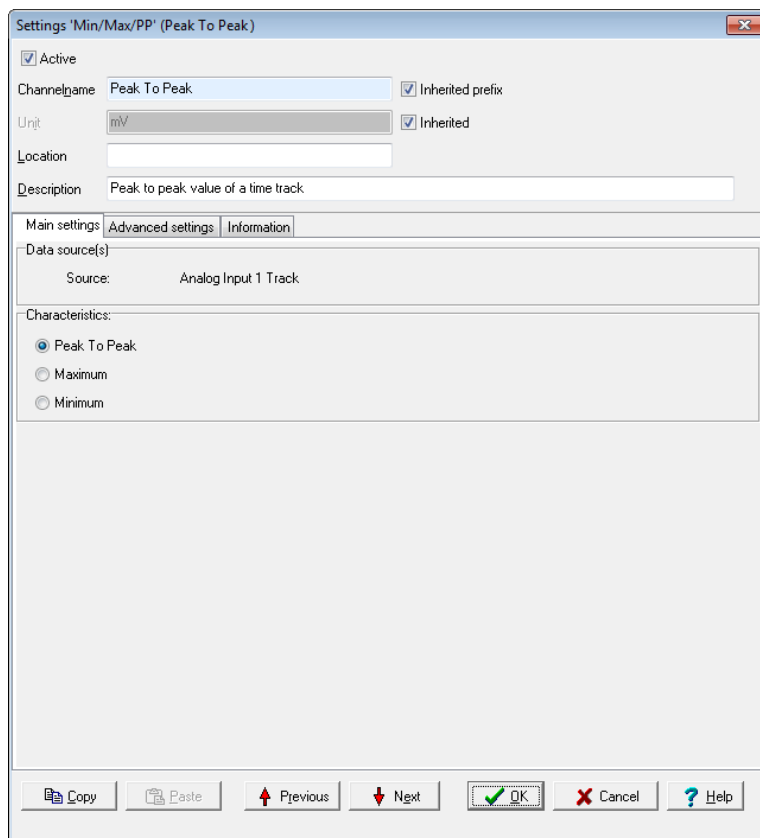 Settings 'Min/Max/PP' (Peak To Peak)
Active
Channelname Peak To Peak Inherited prefix
Unit mV Inherited
Location
Description Peak to peak value of a time track
Main settings Advanced settings Information
Data source(s)
Source: Analog Input 1 Track
Characteristics:
Peak To Peak
Maximum
Minimum
Copy Paste Previous Next OK Cancel ? Help